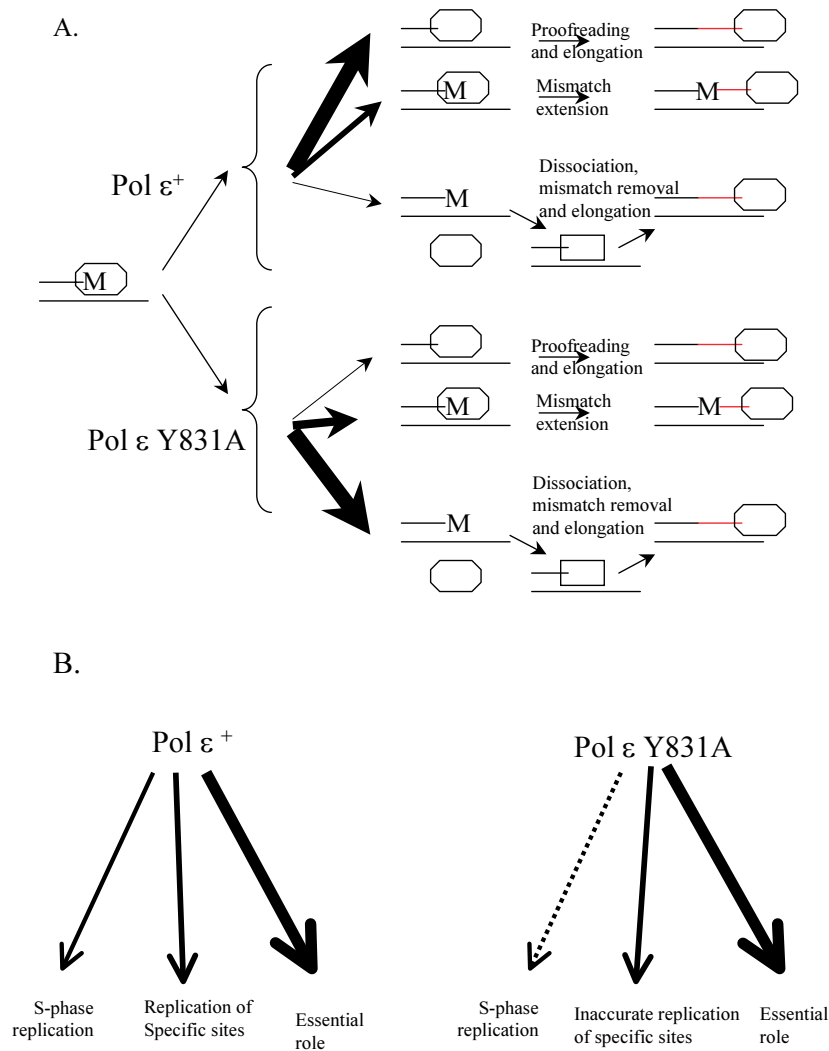 A.
Pol ε+
M
Proofreading
and elongation
M
Mismatch
extension
M
M
Dissociation,
mismatch removal
and elongation
Pol ε Y831A
Proofreading
and elongation
M
Mismatch
extension
M
M
Dissociation,
mismatch removal
and elongation
B.
Pol ε +
S-phase
replication
Replication of
Specific sites
Essential
role
Pol ε Y831A
S-phase
replication
Inaccurate replication
of specific sites
Essential
role